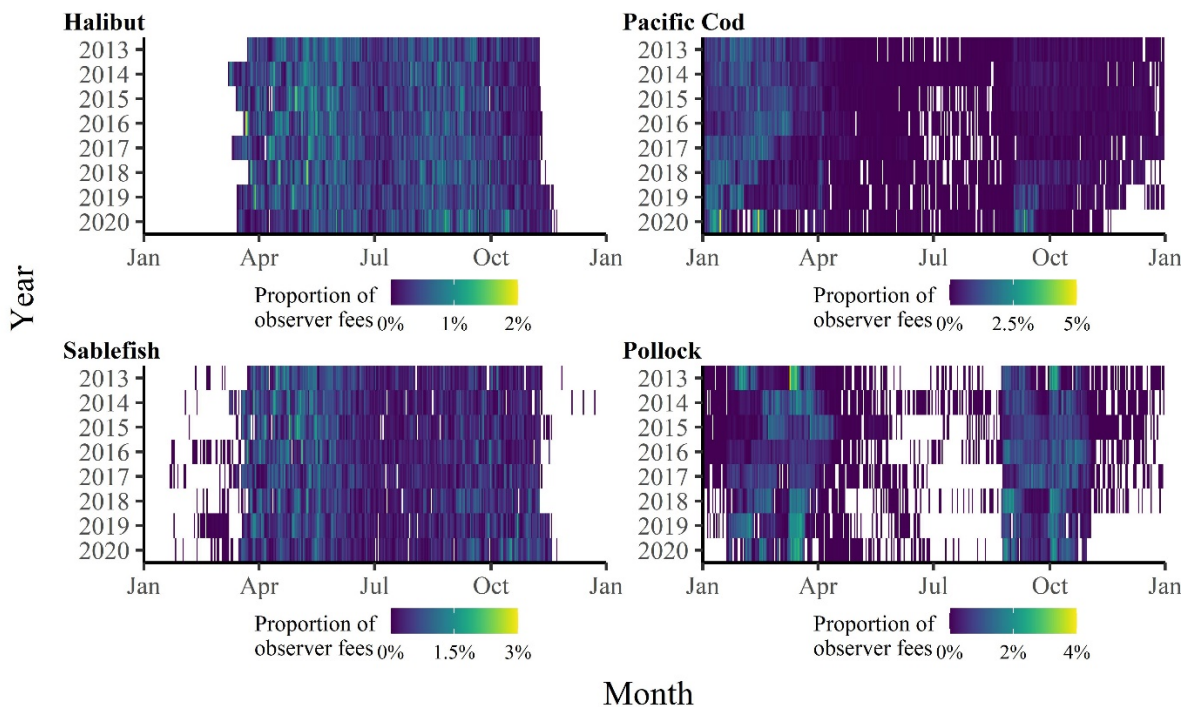 Halibut
2013
2014
2015
2016
2017
2018
2019
2020
Jan Apr Jul Oct Jan
Proportion of
observer fees 0% 1% 2%
Pacific Cod
2013
2014
2015
2016
2017
2018
2019
2020
Jan Apr Jul Oct Jan
Proportion of
observer fees 0% 2.5% 5%
Year
Sablefish
2013
2014
2015
2016
2017
2018
2019
2020
Jan Apr Jul Oct Jan
Proportion of
observer fees 0% 1.5% 3%
Pollock
2013
2014
2015
2016
2017
2018
2019
2020
Jan Apr Jul Oct Jan
Proportion of
observer fees 0% 2% 4%
Month